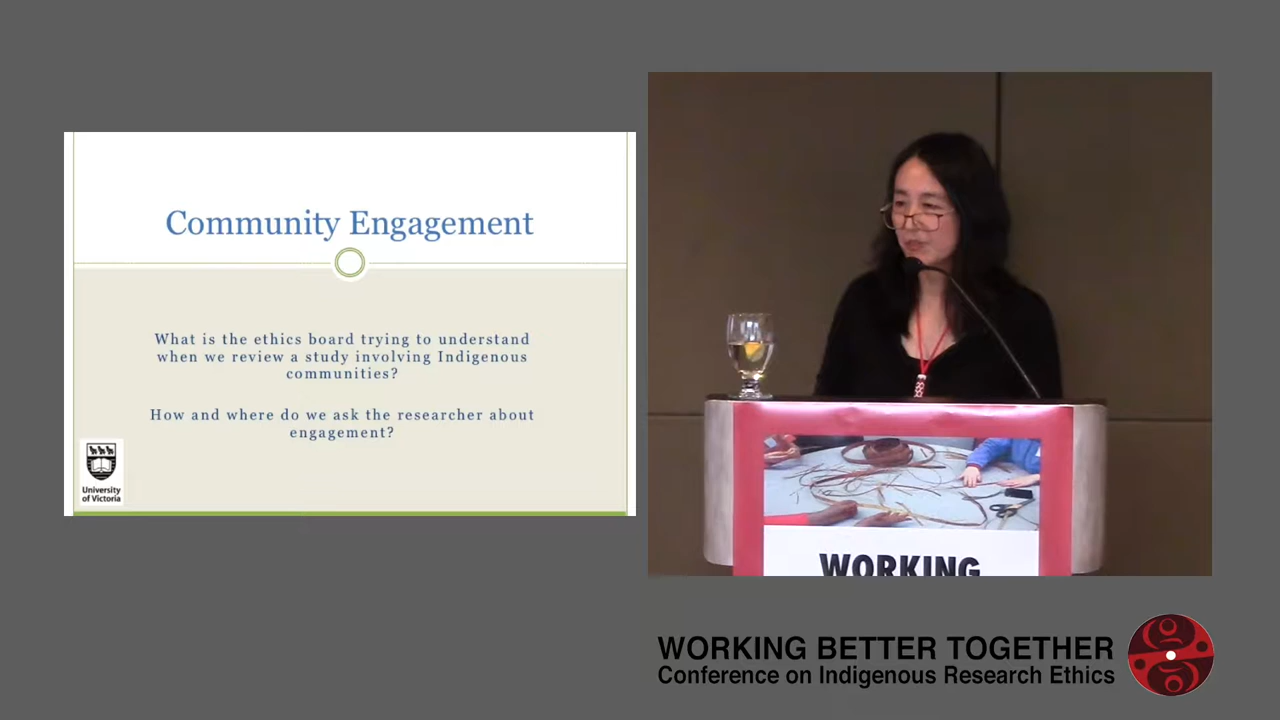 Community Engagement
What is the ethics board trying to understand
when we review a study involving Indigenous
communities?
How and where do we ask the researcher about
engagement?
University
of Victoria
WORKING
WORKING BETTER TOGETHER
Conference on Indigenous Research Ethics